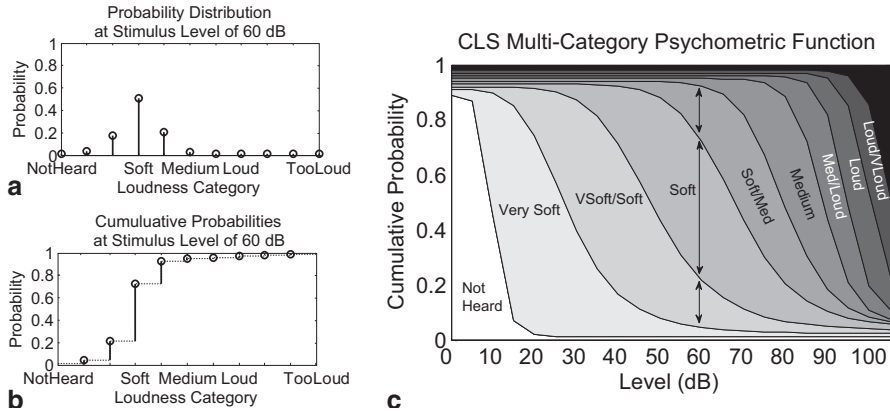 Probability Distribution
at Stimulus Level of 60 dB
1
0.8
0.6
0.4
0.2
0
Probability
NotHeard Soft Medium Loud TooLoud
Loudness Category
a
Cumuluative Probabilities
at Stimulus Level of 60 dB
1
0.8
0.6
0.4
0.2
0
Probability
NotHeard Soft Medium Loud TooLoud
Loudness Category
b
CLS Multi-Category Psychometric Function
1
0.8
0.6
0.4
0.2
0
Cumulative Probability
Not
Heard
Very Soft
VSoft/Soft
Soft
Soft/Med
Medium
Med/Loud
Loud
Loud/VLoud
0 10 20 30 40 50 60 70 80 90 100
Level (dB)
c